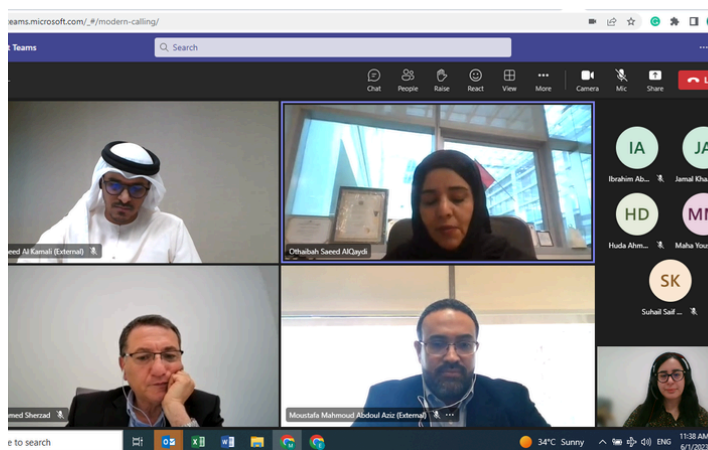 teams.microsoft.com/_#/modern-calling/
t Teams
Search
Chat
People
Raise
React
View
More
Camera
Mic
Share
L
IA
JA
Ibrahim Ab...
Jamal Kha
HD
MM
Huda Ahm...
Maha You
SK
Suhail Saif ...
eed Al Kamali (External)
Othaibah Saeed AlQaydi
med Sherzad
Moustafa Mahmoud Abdoul Aziz (External)
e to search
34°C Sunny
ENG
11:38 AM
6/1/2023